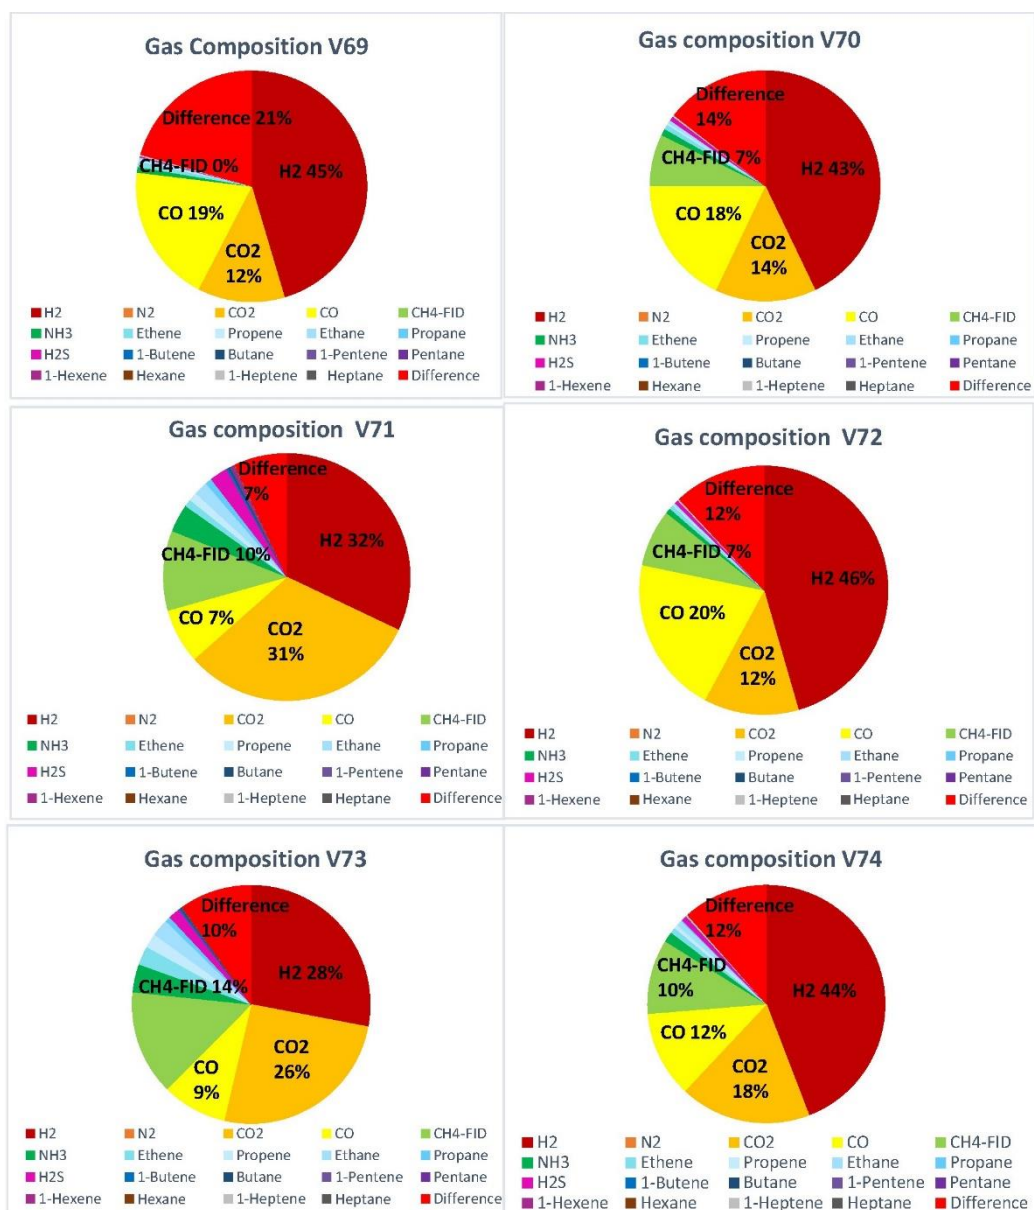 Gas Composition V69
Difference 21%
CH4-FID 0%
H2 45%
CO 19%
CO2
12%
H2 N2 CO2 CO CH4-FID
NH3 Ethene Propene Ethane Propane
H2S 1-Butene Butane 1-Pentene Pentane
1-Hexene Hexane 1-Heptene Heptane Difference
Gas composition V70
Difference
14%
CH4-FID 7%
H2 43%
CO 18%
CO2
14%
H2 N2 CO2 CO CH4-FID
NH3 Ethene Propene Ethane Propane
H2S 1-Butene Butane 1-Pentene Pentane
1-Hexene Hexane 1-Heptene Heptane Difference
Gas composition V71
Difference
7%
H2 32%
CH4-FID 10%
CO 7%
CO2
31%
H2 N2 CO2 CO CH4-FID
NH3 Ethene Propene Ethane Propane
H2S 1-Butene Butane 1-Pentene Pentane
1-Hexene Hexane 1-Heptene Heptane Difference
Gas composition V72
Difference
12%
CH4-FID 7%
H2 46%
CO 20%
CO2
12%
H2 N2 CO2 CO CH4-FID
NH3 Ethene Propene Ethane Propane
H2S 1-Butene Butane 1-Pentene Pentane
1-Hexene Hexane 1-Heptene Heptane Difference
Gas composition V73
Difference
10%
H2 28%
CH4-FID 14%
CO2
26%
CO
9%
H2 N2 CO2 CO CH4-FID
NH3 Ethene Propene Ethane Propane
H2S 1-Butene Butane 1-Pentene Pentane
1-Hexene Hexane 1-Heptene Heptane Difference
Gas composition V74
Difference
12%
CH4-FID
10%
H2 44%
CO 12%
CO2
18%
H2 N2 CO2 CO CH4-FID
NH3 Ethene Propene Ethane Propane
H2S 1-Butene Butane 1-Pentene Pentane
1-Hexene Hexane 1-Heptene Heptane Difference